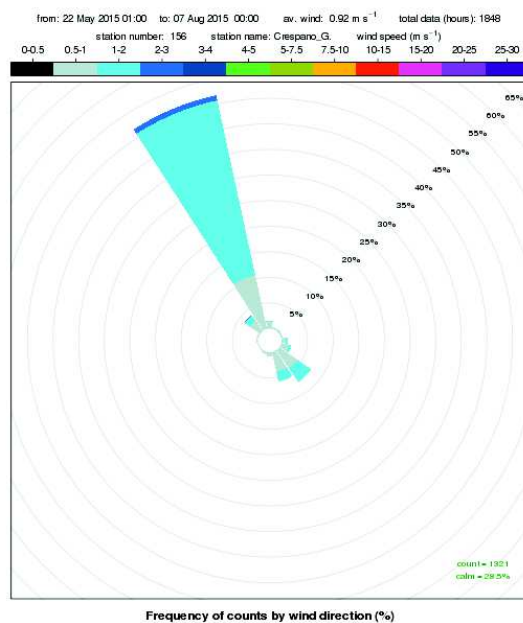 from: 22 May 2015 01:00 to: 07 Aug 2015 00:00 av. wind: 0.92 m s⁻¹ total data (hours): 1848
station number: 156 station name: Crespano_G. wind speed (m s⁻¹)
0-0.5 0.5-1 1-2 2-3 3-4 4-5 5-7.5 7.5-10 10-15 15-20 20-25 25-30
65%
60%
55%
50%
45%
40%
35%
30%
25%
20%
15%
10%
5%
count = 1321
calm = 28.5%
Frequency of counts by wind direction (%)